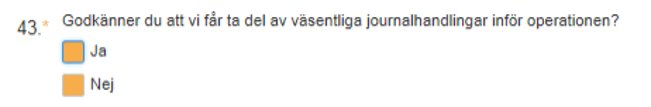 43.* Godkänner du att vi får ta del av väsentliga journalhandlingar inför operationen?
Ja
Nej